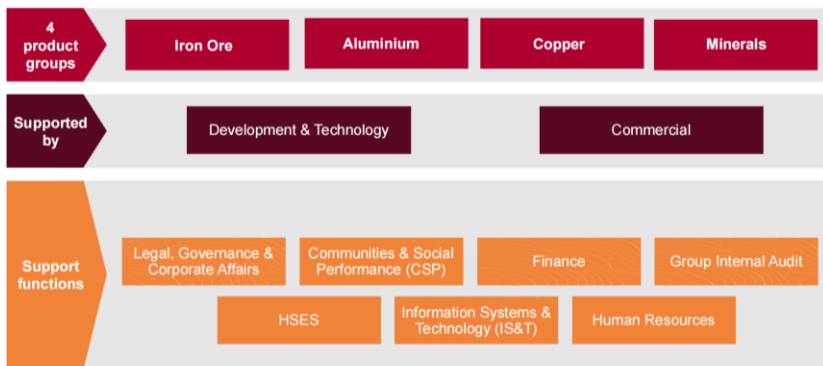 4
product
groups
Iron Ore
Aluminium
Copper
Minerals
Supported
by
Development & Technology
Commercial
Support
functions
Legal, Governance &
Corporate Affairs
Communities & Social
Performance (CSP)
Finance
Group Internal Audit
HSES
Information Systems &
Technology (IS&T)
Human Resources